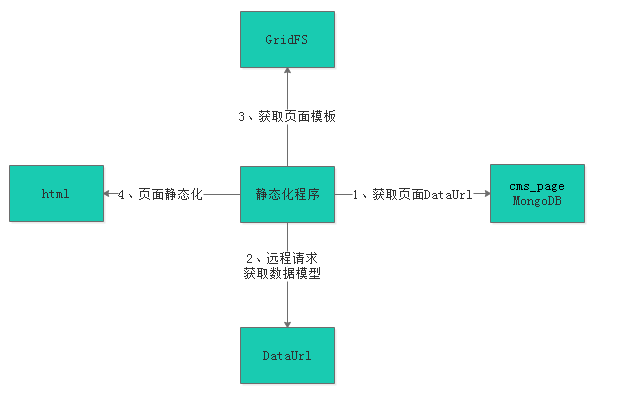 GridFS
3、获取页面模板
html
4、页面静态化
静态化程序
1、获取页面DataUrl
cms_page
MongoDB
2、远程请求
获取数据模型
DataUrl